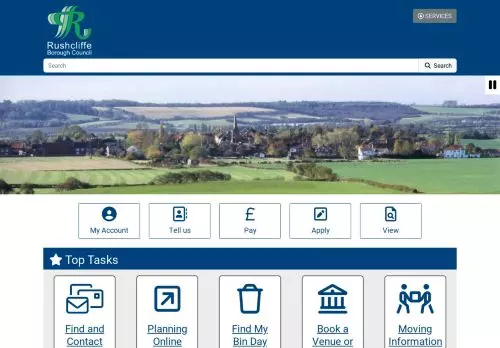 Rushcliffe
Borough Council
SERVICES
Search
Search
My Account
Tell us
Pay
Apply
View
Top Tasks
Find and
Contact
Planning
Online
Find My
Bin Day
Book a
Venue or
Moving
Information